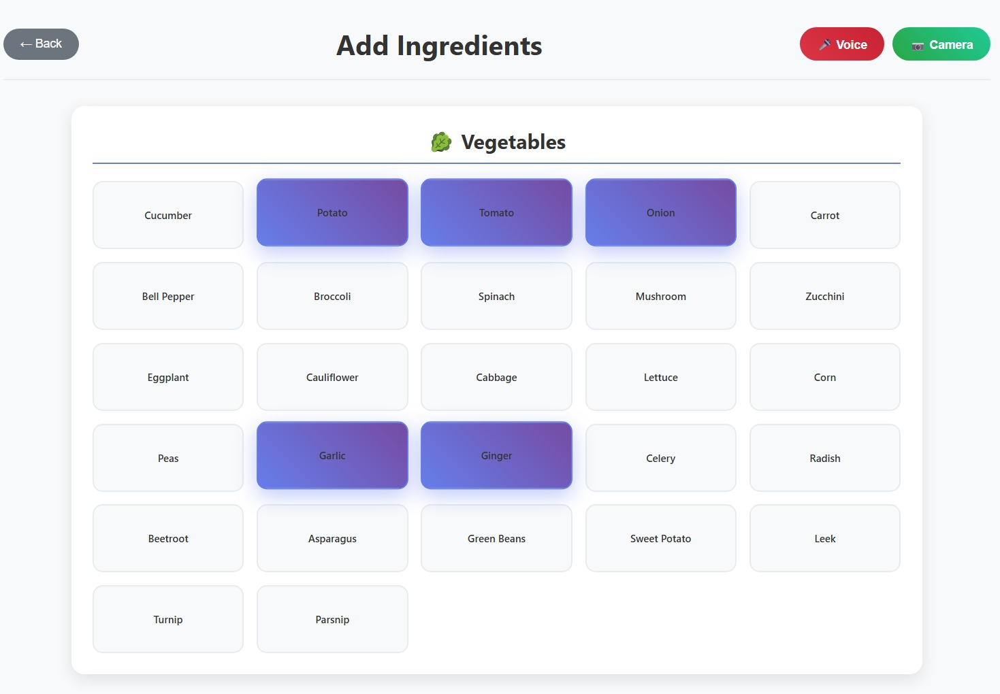 ← Back
Add Ingredients
Voice
Camera
Vegetables
Cucumber
Potato
Tomato
Onion
Carrot
Bell Pepper
Broccoli
Spinach
Mushroom
Zucchini
Eggplant
Cauliflower
Cabbage
Lettuce
Corn
Peas
Garlic
Ginger
Celery
Radish
Beetroot
Asparagus
Green Beans
Sweet Potato
Leek
Turnip
Parsnip